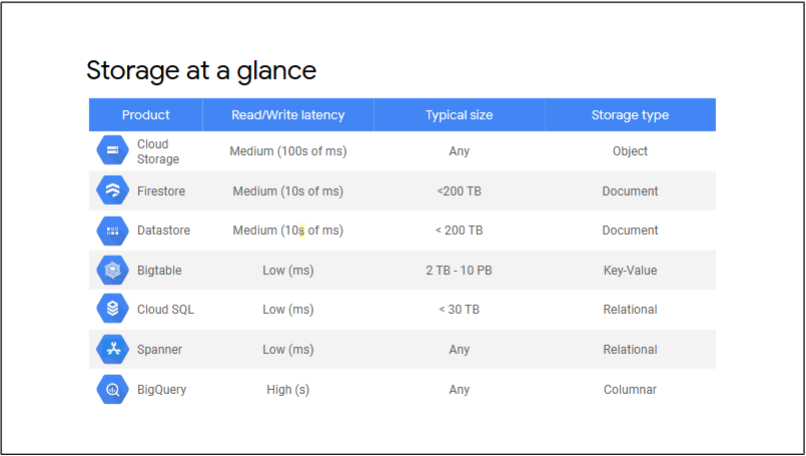 Storage at a glance
Product Read/Write latency Typical size Storage type
Cloud
Storage Medium (100s of ms) Any Object
Firestore Medium (10s of ms) <200 TB Document
Datastore Medium (10s of ms) < 200 TB Document
Bigtable Low (ms) 2 TB - 10 PB Key-Value
Cloud SQL Low (ms) < 30 TB Relational
Spanner Low (ms) Any Relational
BigQuery High (s) Any Columnar